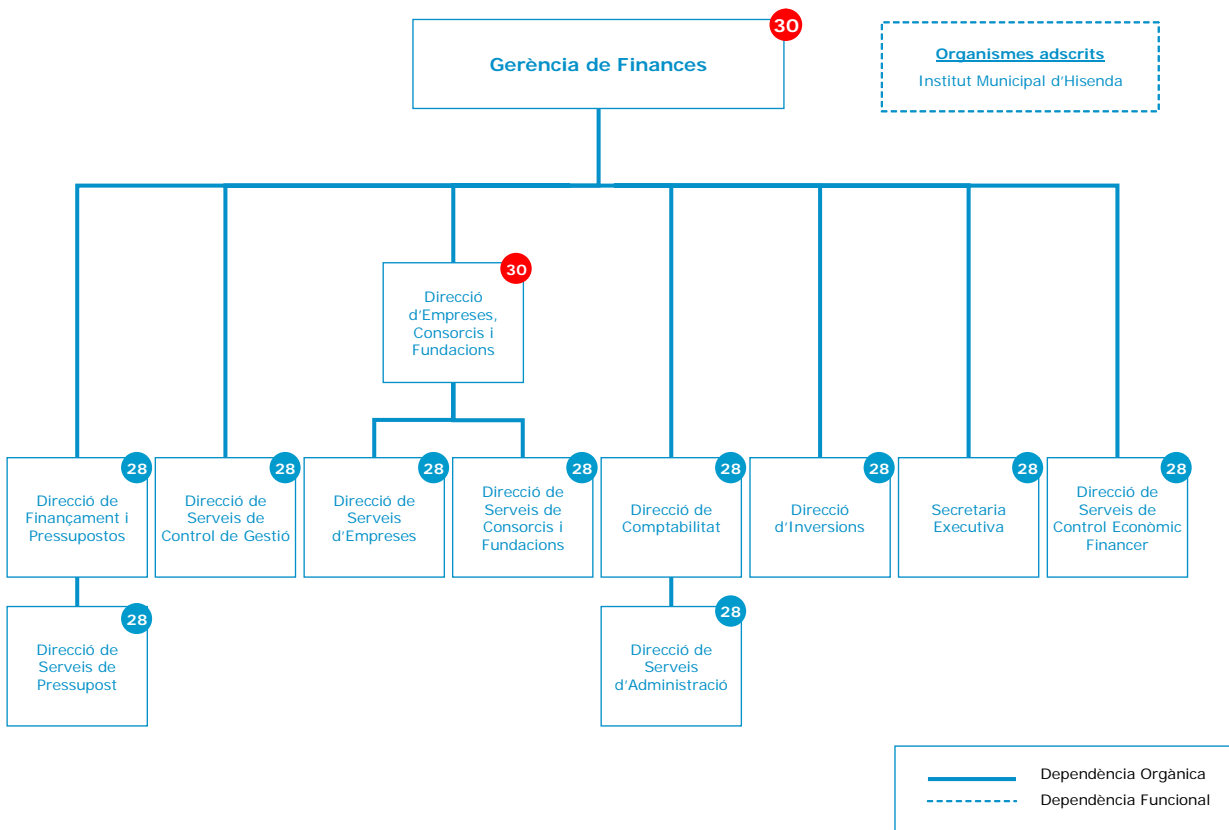 30
Gerència de Finances
Organismes adscrits
Institut Municipal d'Hisenda
30
Direcció
d'Empreses,
Consorcis i
Fundacions
28
Direcció de
Finançament i
Pressupostos
28
Direcció de
Serveis de
Control de Gestió
28
Direcció de
Serveis
d'Empreses
28
Direcció de
Serveis de
Consorcis i
Fundacions
28
Direcció de
Comptabilitat
28
Direcció
d'Inversions
28
Secretaria
Executiva
28
Direcció de
Serveis de
Control Econòmic
Financer
28
Direcció de
Serveis de
Pressupost
28
Direcció de
Serveis
d'Administració
Dependència Orgànica
Dependència Funcional